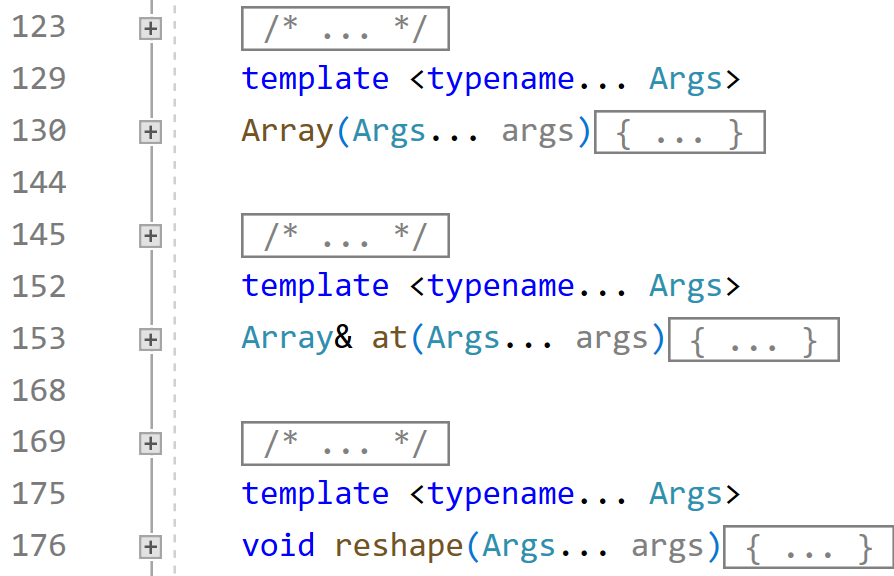 123 /* ... */
129 template <typename... Args>
130 Array(Args... args){ ... }
144
145 /* ... */
152 template <typename... Args>
153 Array& at(Args... args){ ... }
168
169 /* ... */
175 template <typename... Args>
176 void reshape(Args... args){ ... }